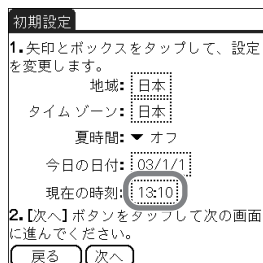 初期設定
1.矢印とボックスをタップして、設定
を変更します。
地域: 日本
タイム ゾーン: 日本
夏時間: ▼ オフ
今日の日付: 03/1/1
現在の時刻: 13:10
2.[次へ] ボタンをタップして次の画面
に進んでください。
戻る 次へ